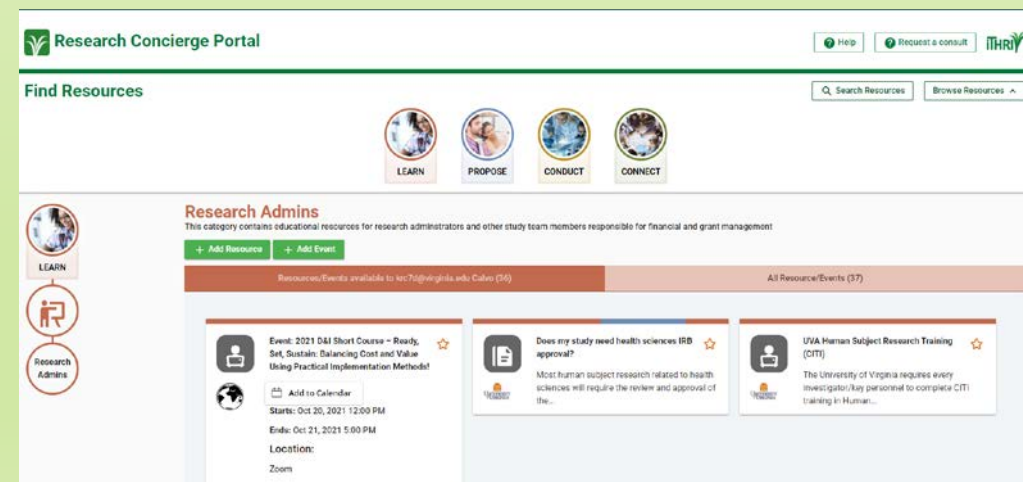 Research Concierge Portal
Help
Request a consult
iTHRIV
Find Resources
Search Resources
Browse Resources
LEARN
PROPOSE
CONDUCT
CONNECT
LEARN
Research
Admins
Research Admins
This category contains educational resources for research adminstrators and other study team members responsible for financial and grant management
+ Add Resource
+ Add Event
Resources/Events available to krc7d@virginia.edu Calvo (36)
All Resource/Events (37)
Event: 2021 D&I Short Course – Ready,
Set, Sustain: Balancing Cost and Value
Using Practical Implementation Methods!
Add to Calendar
Starts: Oct 20, 2021 12:00 PM
Ends: Oct 21, 2021 5:00 PM
Location:
Zoom
Does my study need health sciences IRB
approval?
Most human subject research related to health
sciences will require the review and approval of
the...
UVA Human Subject Research Training
(CITI)
The University of Virginia requires every
investigator/key personnel to complete CITI
training in Human...